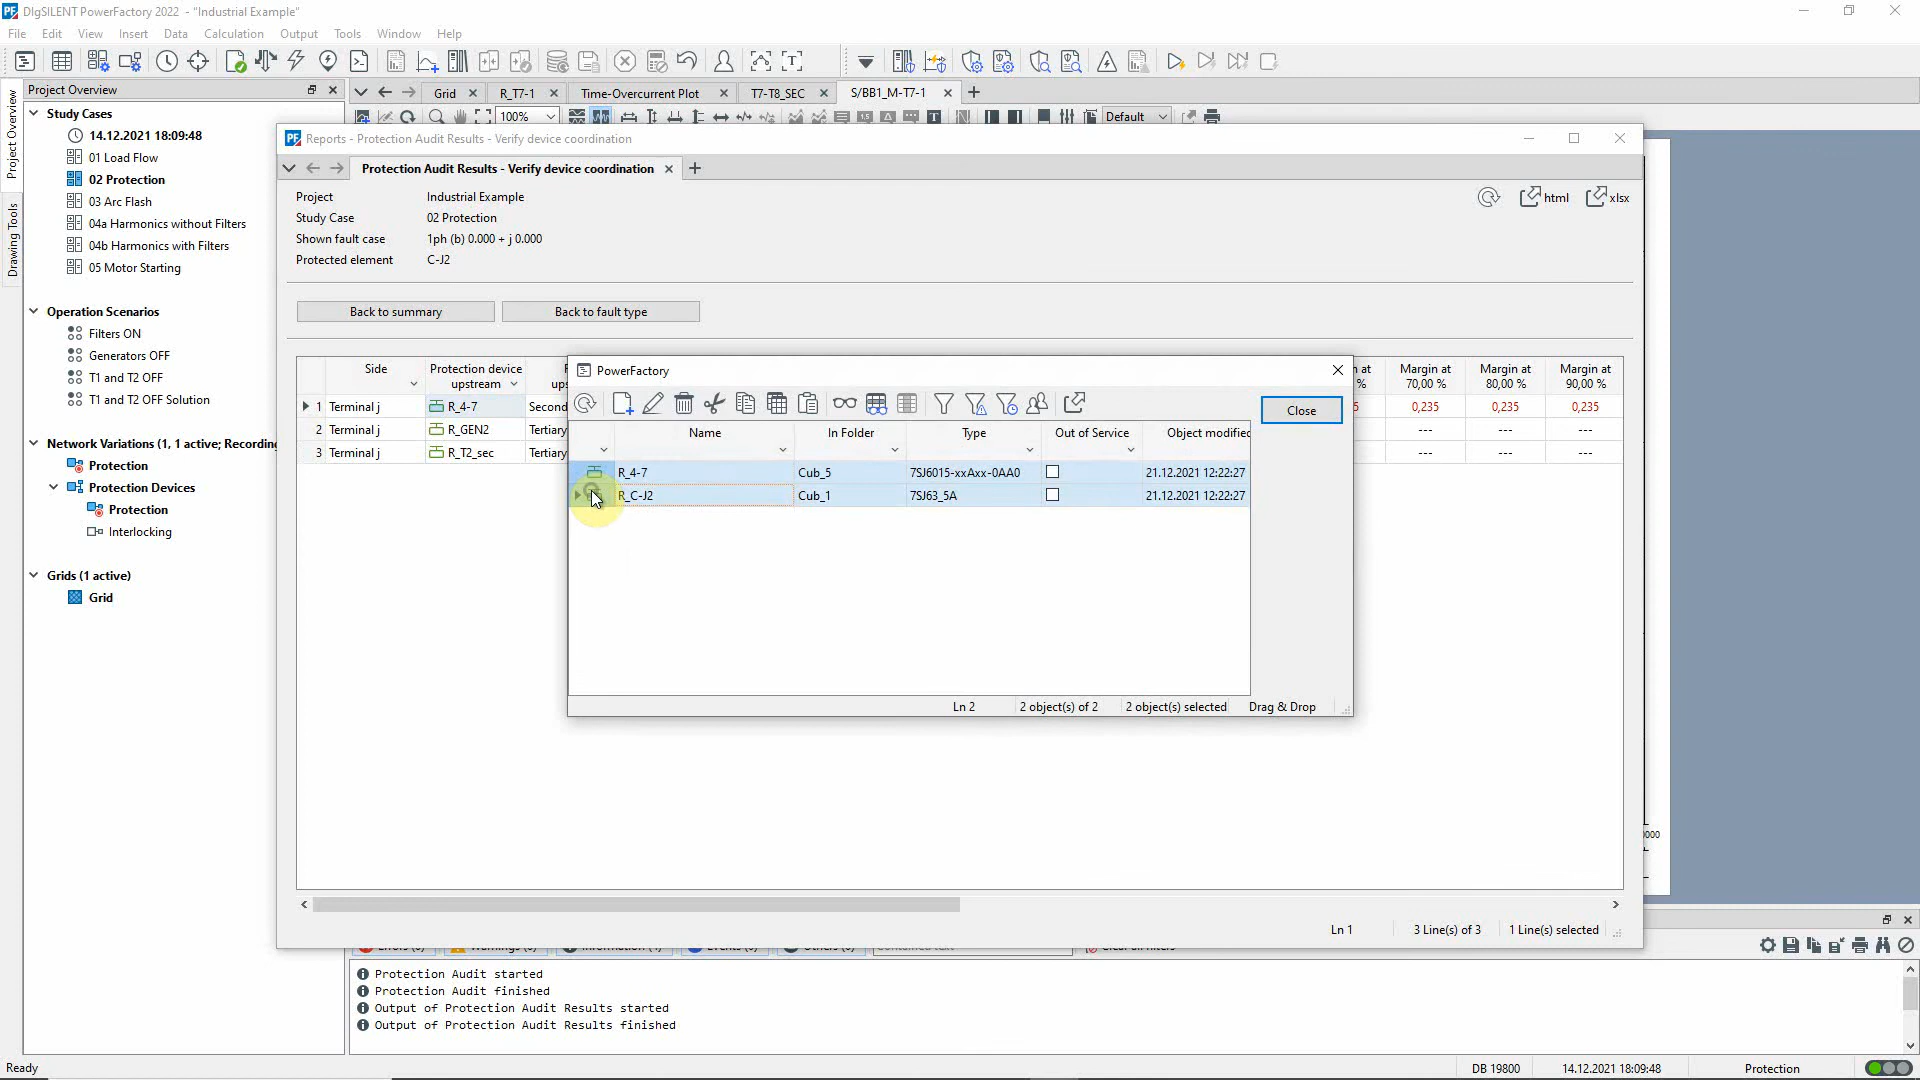 DIgSILENT PowerFactory 2022 - "Industrial Example"
File Edit View Insert Data Calculation Output Tools Window Help
Project Overview
Drawing Tools
Project Overview
Study Cases
14.12.2021 18:09:48
01 Load Flow
02 Protection
03 Arc Flash
04a Harmonics without Filters
04b Harmonics with Filters
05 Motor Starting
Operation Scenarios
Filters ON
Generators OFF
T1 and T2 OFF
T1 and T2 OFF Solution
Network Variations (1, 1 active; Recording
Protection
Protection Devices
Protection
Interlocking
Grids (1 active)
Grid
Grid R_T7-1 Time-Overcurrent Plot T7-T8_SEC S/BB1_M-T7-1
100% Default
Reports - Protection Audit Results - Verify device coordination
Protection Audit Results - Verify device coordination
Project Industrial Example
Study Case 02 Protection
Shown fault case 1ph (b) 0.000 + j 0.000
Protected element C-J2
html xlsx
Back to summary Back to fault type
Side Protection device upstream
Margin at 70,00 % Margin at 80,00 % Margin at 90,00 %
1 Terminal j R_4-7 Second 0,235 0,235 0,235
2 Terminal j R_GEN2 Tertiary --- --- ---
3 Terminal j R_T2_sec Tertiary --- --- ---
PowerFactory
Close
Name In Folder Type Out of Service Object modified
R_4-7 Cub_5 7SJ6015-xxAxx-0AA0 21.12.2021 12:22:27
R_C-J2 Cub_1 7SJ63_5A 21.12.2021 12:22:27
Ln 2 2 object(s) of 2 2 object(s) selected Drag & Drop
Ln 1 3 Line(s) of 3 1 Line(s) selected
Protection Audit started
Protection Audit finished
Output of Protection Audit Results started
Output of Protection Audit Results finished
Ready DB 19800 14.12.2021 18:09:48 Protection